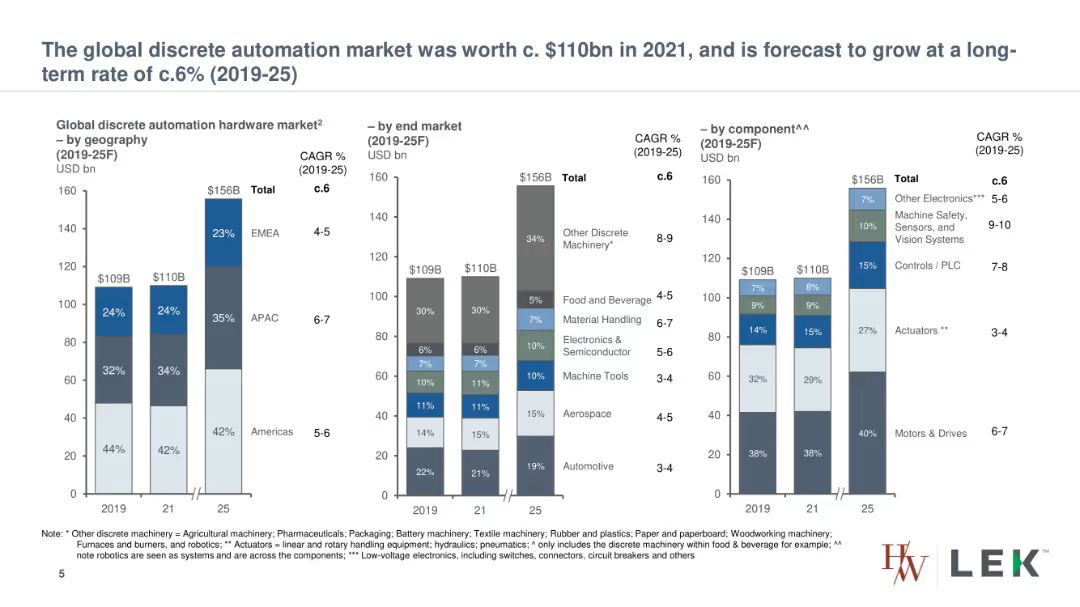 The global discrete automation market was worth c. $110bn in 2021, and is forecast to grow at a long-
term rate of c.6% (2019-25)
Global discrete automation hardware market²
– by geography
(2019-25F)
USD bn
CAGR %
(2019-25)
160
140
120
100
80
60
40
20
0
$109B
24%
32%
44%
2019
$110B
24%
34%
42%
21
$156B
23%
35%
42%
25
Total
c.6
EMEA
4-5
APAC
6-7
Americas
5-6
– by end market
(2019-25F)
USD bn
CAGR %
(2019-25)
160
140
120
100
80
60
40
20
0
$109B
30%
6%
7%
10%
11%
14%
22%
2019
$110B
30%
6%
7%
11%
11%
15%
21%
21
$156B
34%
5%
7%
10%
10%
15%
19%
25
Total
c.6
Other Discrete
Machinery*
8-9
Food and Beverage
4-5
Material Handling
6-7
Electronics &
Semiconductor
5-6
Machine Tools
3-4
Aerospace
4-5
Automotive
3-4
– by component^^
(2019-25F)
USD bn
CAGR %
(2019-25)
160
140
120
100
80
60
40
20
0
$109B
7%
9%
14%
32%
38%
2019
$110B
8%
9%
15%
29%
38%
21
$156B
7%
10%
15%
27%
40%
25
Total
c.6
Other Electronics***
5-6
Machine Safety,
Sensors, and
Vision Systems
9-10
Controls / PLC
7-8
Actuators **
3-4
Motors & Drives
6-7
Note: * Other discrete machinery = Agricultural machinery; Pharmaceuticals; Packaging; Battery machinery; Textile machinery; Rubber and plastics; Paper and paperboard; Woodworking machinery;
Furnaces and burners, and robotics; ** Actuators = linear and rotary handling equipment; hydraulics; pneumatics; ^ only includes the discrete machinery within food & beverage for example; ^^
note robotics are seen as systems and are across the components; *** Low-voltage electronics, including switches, connectors, circuit breakers and others
5
HW
LEK™